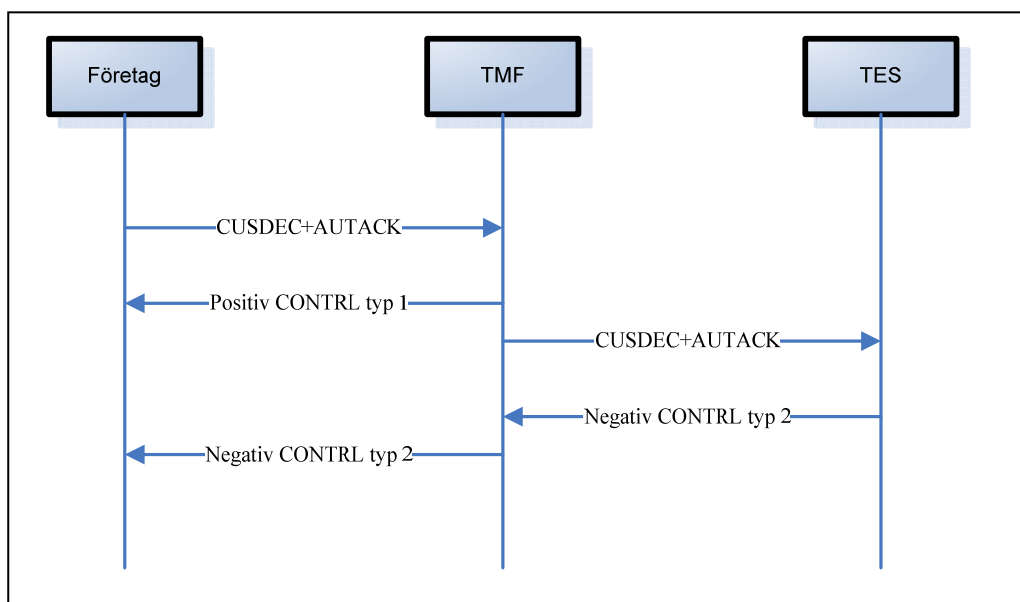 Företag
TMF
TES
CUSDEC+AUTACK
Positiv CONTRL typ 1
CUSDEC+AUTACK
Negativ CONTRL typ 2
Negativ CONTRL typ 2